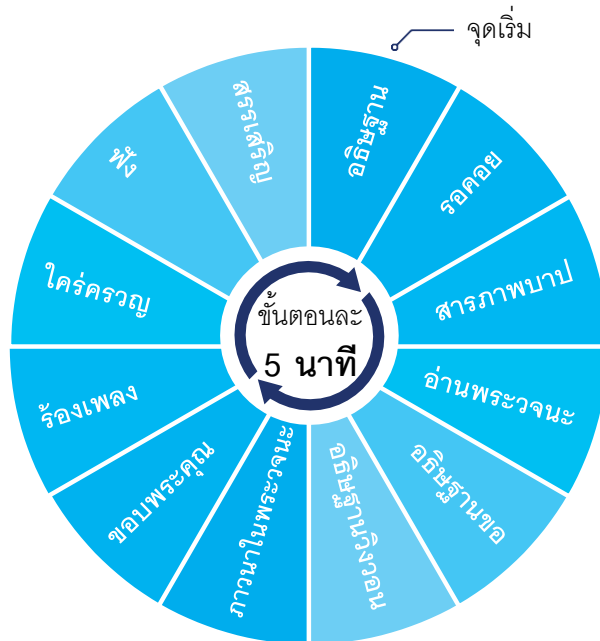 จุดเริ่ม
อธิษฐาน
รอคอย
สารภาพบาป
อ่านพระวจนะ
อธิษฐานขอ
อธิษฐานวิงวอน
ภาวนาในพระวจนะ
ขอบพระคุณ
ร้องเพลง
ใคร่ครวญ
ฟัง
สรรเสริญ
ขั้นตอนละ
5 นาที